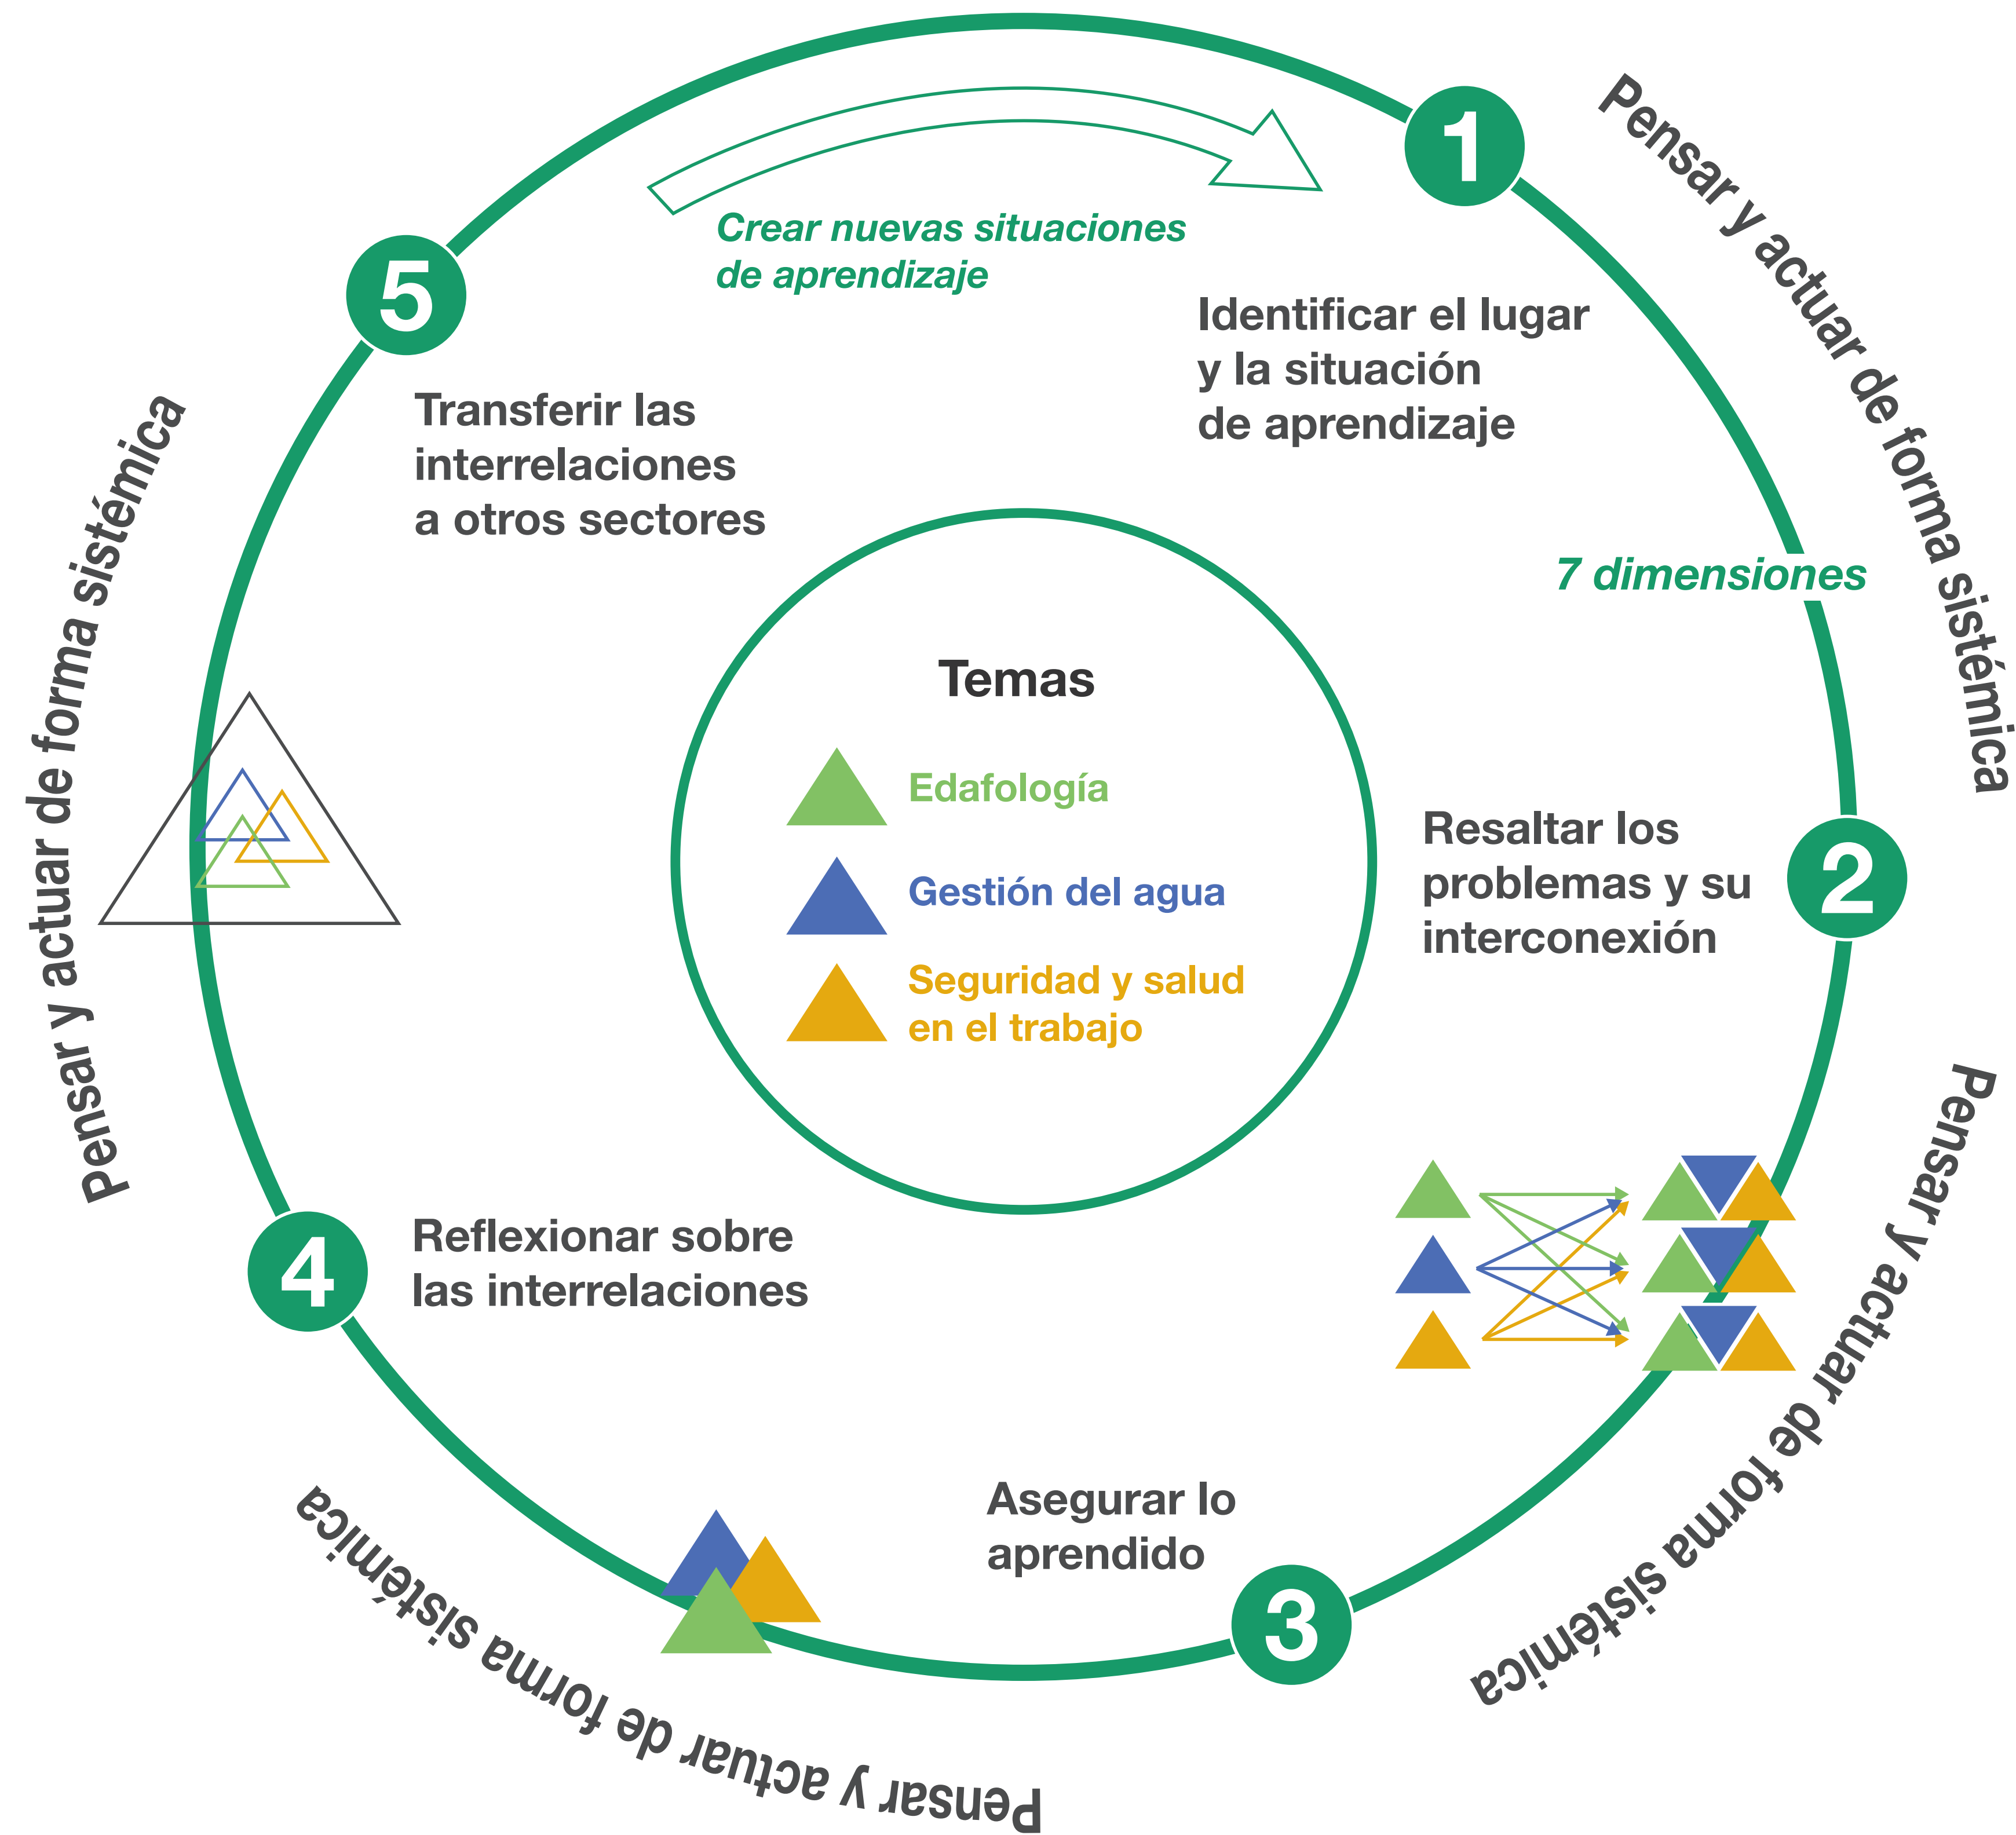 1
Pensar y actuar de forma sistémica
Crear nuevas situaciones
de aprendizaje
5
Identificar el lugar
y la situación
de aprendizaje
Transferir las
interrelaciones
a otros sectores
7 dimensiones
Temas
Edafología
Gestión del agua
Seguridad y salud
en el trabajo
Resaltar los
problemas y su
interconexión
2
Pensar y actuar de forma sistémica
Pensar y actuar de forma sistémica
4
Reflexionar sobre
las interrelaciones
Asegurar lo
aprendido
3
Pensar y actuar de forma sistémica